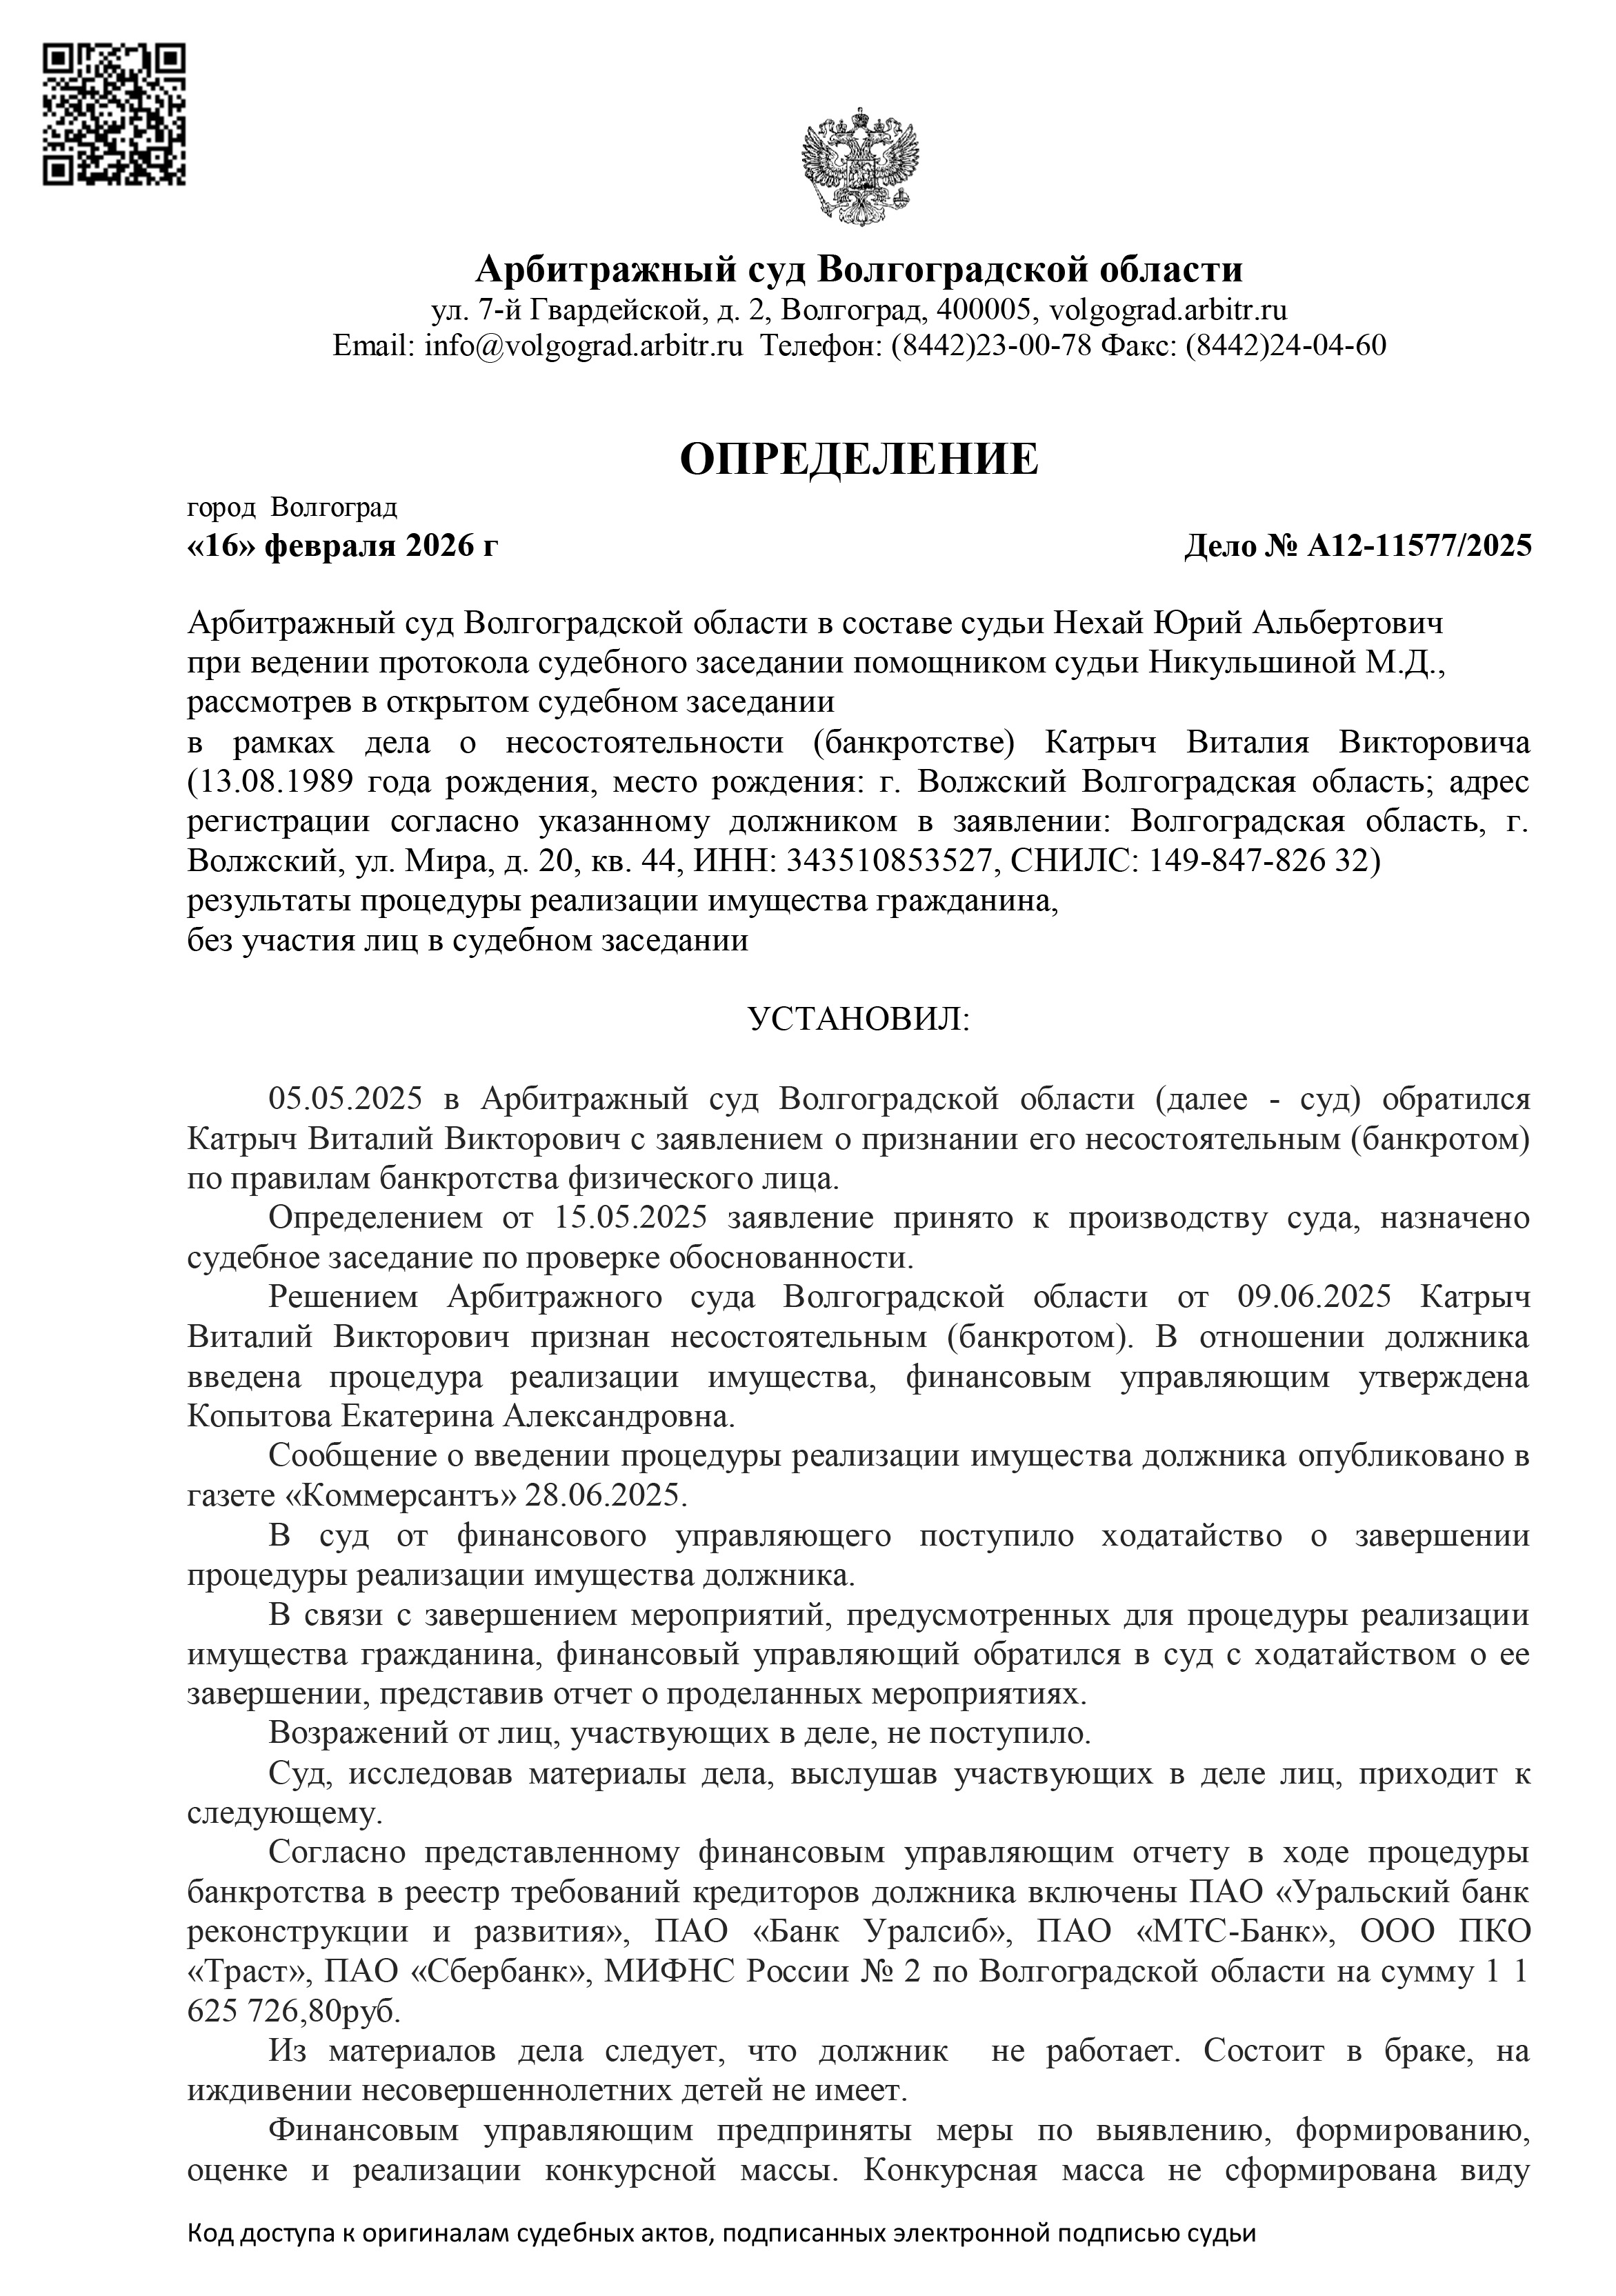 Арбитражный суд Волгоградской области
ул. 7-й Гвардейской, д. 2, Волгоград, 400005, volgograd.arbitr.ru
Email: info@volgograd.arbitr.ru Телефон: (8442)23-00-78 Факс: (8442)24-04-60
ОПРЕДЕЛЕНИЕ
город Волгоград
«16» февраля 2026 г Дело № А12-11577/2025
Арбитражный суд Волгоградской области в составе судьи Нехай Юрий Альбертович
при ведении протокола судебного заседании помощником судьи Никульшиной М.Д.,
рассмотрев в открытом судебном заседании
в рамках дела о несостоятельности (банкротстве) Катрыч Виталия Викторовича
(13.08.1989 года рождения, место рождения: г. Волжский Волгоградская область; адрес
регистрации согласно указанному должником в заявлении: Волгоградская область, г.
Волжский, ул. Мира, д. 20, кв. 44, ИНН: 343510853527, СНИЛС: 149-847-826 32)
результаты процедуры реализации имущества гражданина,
без участия лиц в судебном заседании
УСТАНОВИЛ:
05.05.2025 в Арбитражный суд Волгоградской области (далее - суд) обратился
Катрыч Виталий Викторович с заявлением о признании его несостоятельным (банкротом)
по правилам банкротства физического лица.
Определением от 15.05.2025 заявление принято к производству суда, назначено
судебное заседание по проверке обоснованности.
Решением Арбитражного суда Волгоградской области от 09.06.2025 Катрыч
Виталий Викторович признан несостоятельным (банкротом). В отношении должника
введена процедура реализации имущества, финансовым управляющим утверждена
Копытова Екатерина Александровна.
Сообщение о введении процедуры реализации имущества должника опубликовано в
газете «Коммерсантъ» 28.06.2025.
В суд от финансового управляющего поступило ходатайство о завершении
процедуры реализации имущества должника.
В связи с завершением мероприятий, предусмотренных для процедуры реализации
имущества гражданина, финансовый управляющий обратился в суд с ходатайством о ее
завершении, представив отчет о проделанных мероприятиях.
Возражений от лиц, участвующих в деле, не поступило.
Суд, исследовав материалы дела, выслушав участвующих в деле лиц, приходит к
следующему.
Согласно представленному финансовым управляющим отчету в ходе процедуры
банкротства в реестр требований кредиторов должника включены ПАО «Уральский банк
реконструкции и развития», ПАО «Банк Уралсиб», ПАО «МТС-Банк», ООО ПКО
«Траст», ПАО «Сбербанк», МИФНС России № 2 по Волгоградской области на сумму 1 1
625 726,80руб.
Из материалов дела следует, что должник не работает. Состоит в браке, на
иждивении несовершеннолетних детей не имеет.
Финансовым управляющим предприняты меры по выявлению, формированию,
оценке и реализации конкурсной массы. Конкурсная масса не сформирована виду
Код доступа к оригиналам судебных актов, подписанных электронной подписью судьи